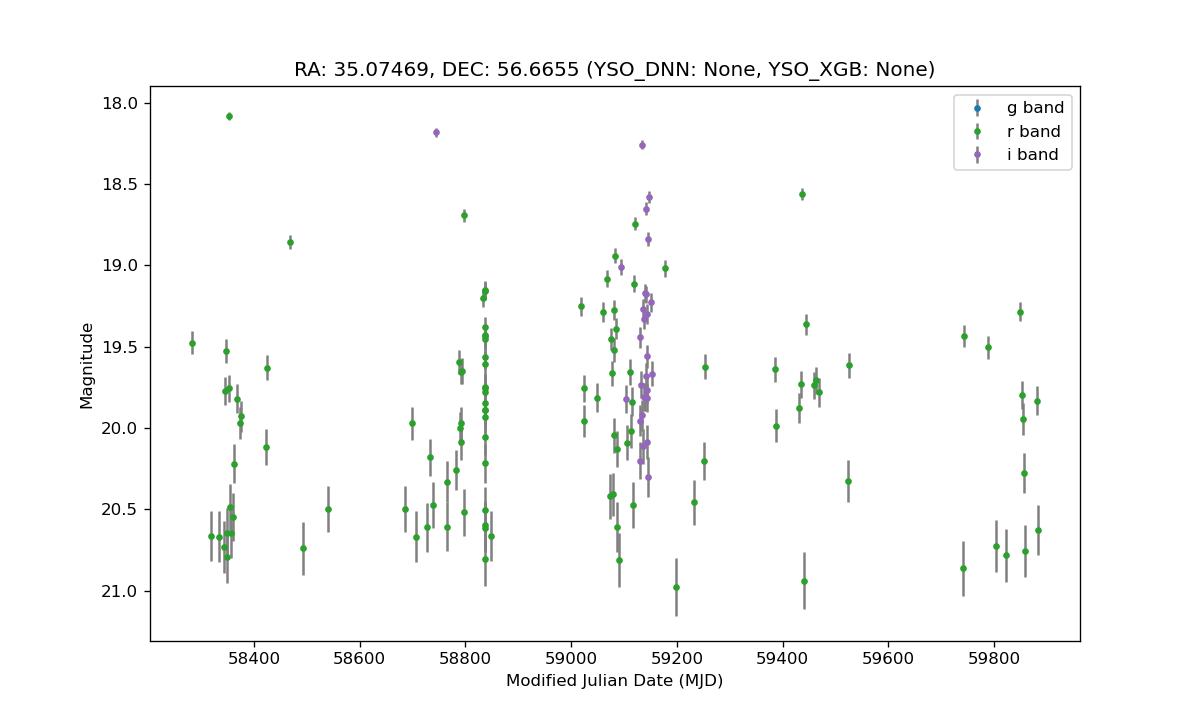 RA: 35.07469, DEC: 56.6655 (YSO_DNN: None, YSO_XGB: None)
g band
r band
i band
18.0
18.5
19.0
19.5
20.0
20.5
21.0
Magnitude
58400 58600 58800 59000 59200 59400 59600 59800
Modified Julian Date (MJD)